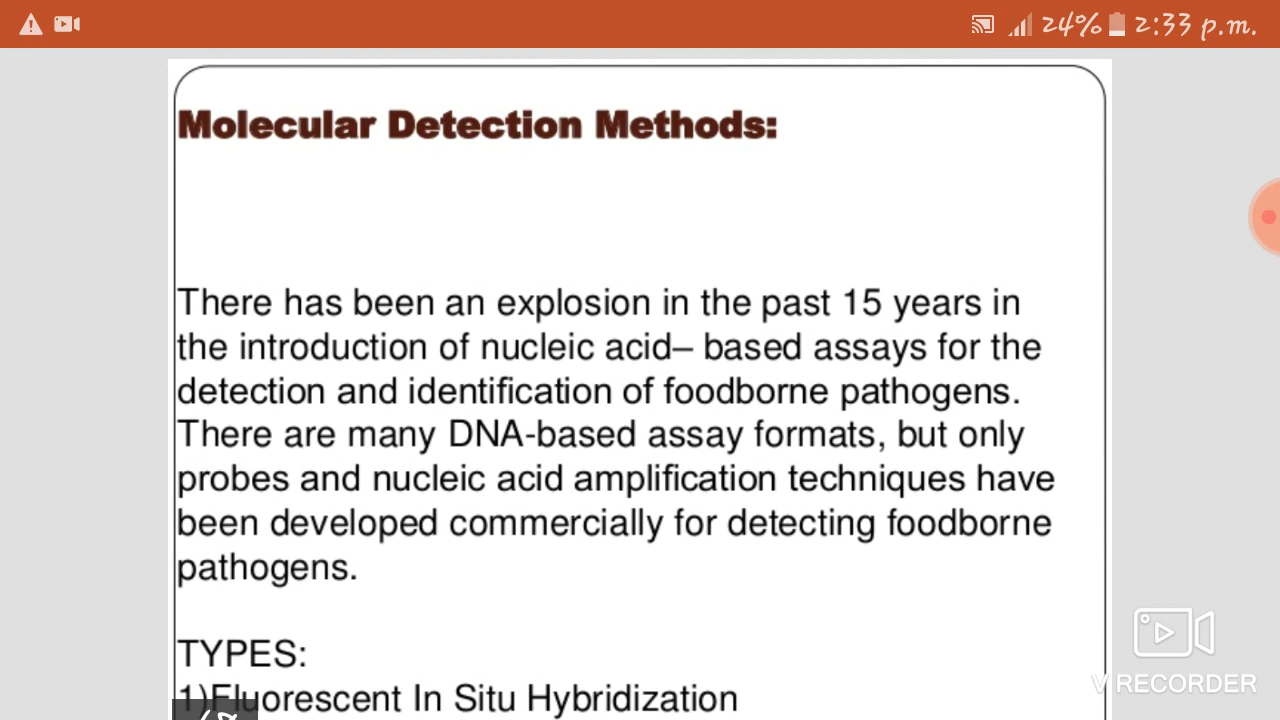 24% 2:33 p.m.
Molecular Detection Methods:
There has been an explosion in the past 15 years in
the introduction of nucleic acid– based assays for the
detection and identification of foodborne pathogens.
There are many DNA-based assay formats, but only
probes and nucleic acid amplification techniques have
been developed commercially for detecting foodborne
pathogens.
TYPES:
1)Fluorescent In Situ Hybridization
V RECORDER